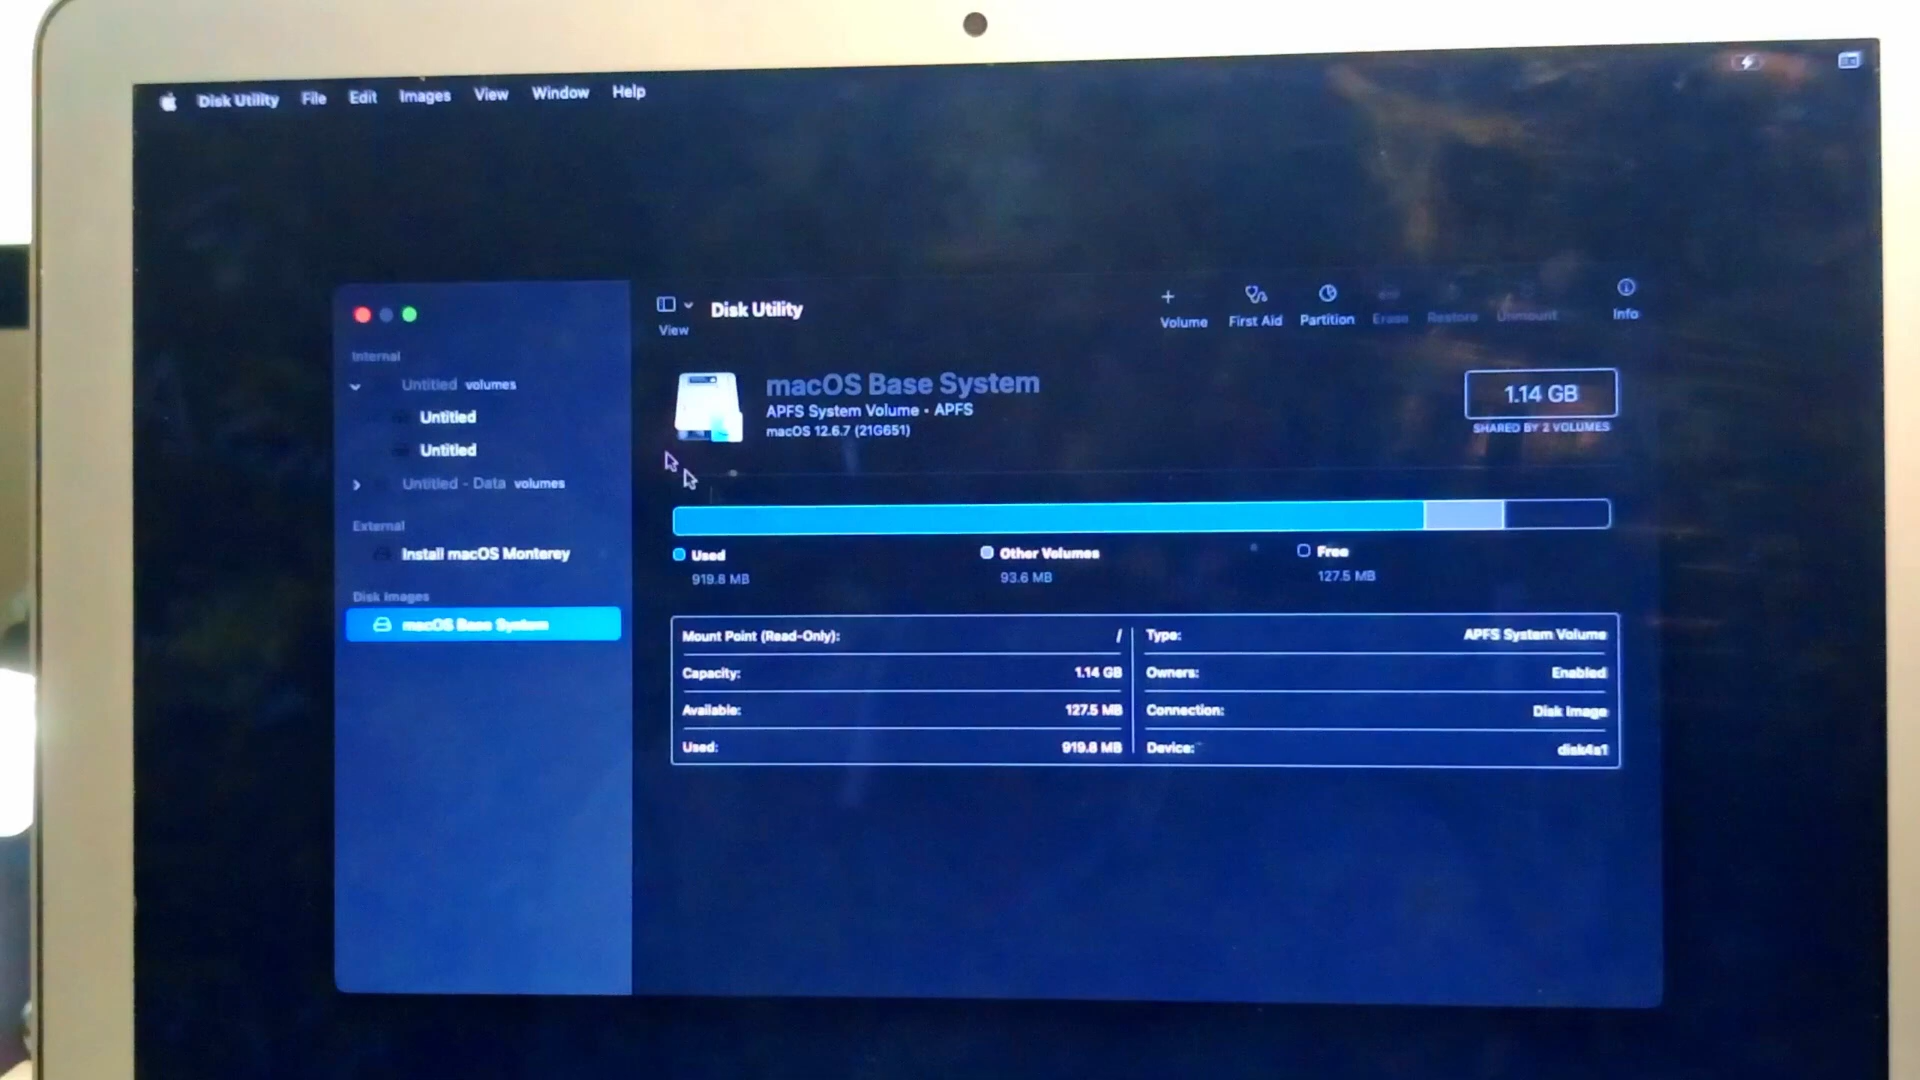 Disk Utility File Edit Images View Window Help
Internal
Untitled volumes
Untitled
Untitled
Untitled - Data volumes
External
Install macOS Monterey
Disk Images
macOS Base System
View
Disk Utility
Volume First Aid Partition Erase Restore Unmount Info
macOS Base System
APFS System Volume • APFS
macOS 12.6.7 (21G651)
1.14 GB
SHARED BY 2 VOLUMES
Used Other Volumes Free
919.8 MB 93.6 MB 127.5 MB
Mount Point (Read-Only): / Type: APFS System Volume
Capacity: 1.14 GB Owners: Enabled
Available: 127.5 MB Connection: Disk Image
Used: 919.8 MB Device: disk4s1